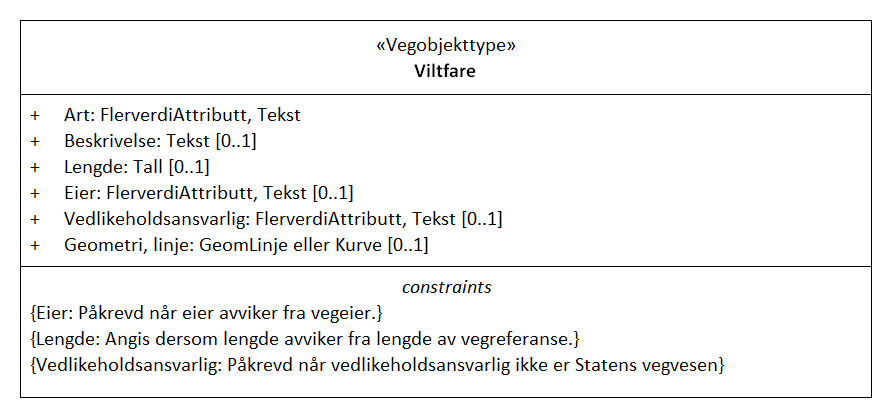 «Vegobjekttype»
Viltfare
+ Art: FlerverdiAttributt, Tekst
+ Beskrivelse: Tekst [0..1]
+ Lengde: Tall [0..1]
+ Eier: FlerverdiAttributt, Tekst [0..1]
+ Vedlikeholdsansvarlig: FlerverdiAttributt, Tekst [0..1]
+ Geometri, linje: GeomLinje eller Kurve [0..1]
constraints
{Eier: Påkrevd når eier avviker fra vegeier.}
{Lengde: Angis dersom lengde avviker fra lengde av vegreferanse.}
{Vedlikeholdsansvarlig: Påkrevd når vedlikeholdsansvarlig ikke er Statens vegvesen}